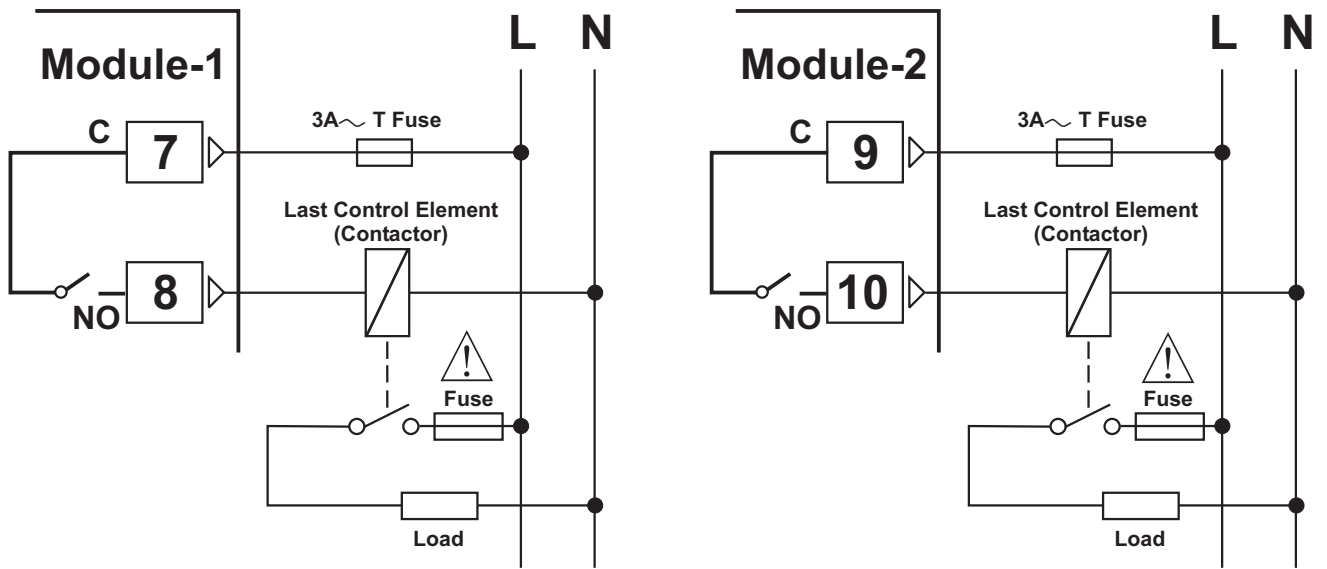 L N
Module-1
3A～ T Fuse
C
7
Last Control Element
(Contactor)
8
NO
Fuse
Load
L N
Module-2
3A～ T Fuse
C
9
Last Control Element
(Contactor)
10
NO
Fuse
Load